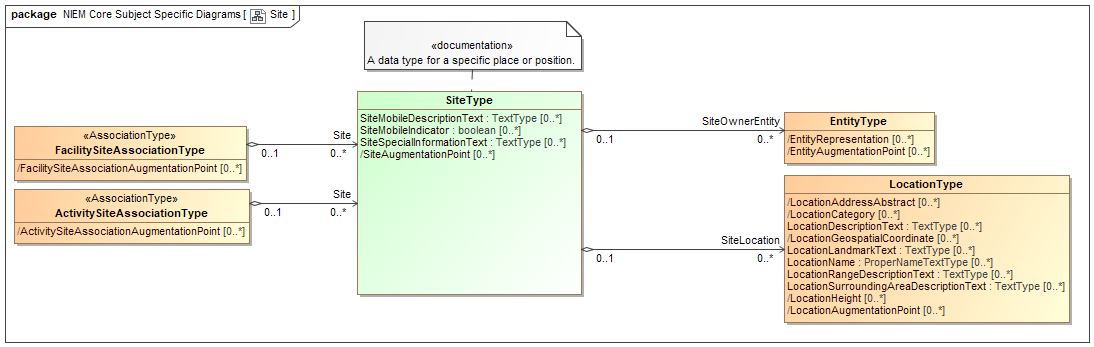 package NIEM Core Subject Specific Diagrams [ Site ]
«documentation»
A data type for a specific place or position.
SiteType
SiteMobileDescriptionText : TextType [0..*]
SiteMobileIndicator : boolean [0..*]
SiteSpecialInformationText : TextType [0..*]
/SiteAugmentationPoint [0..*]
«AssociationType»
FacilitySiteAssociationType
/FacilitySiteAssociationAugmentationPoint [0..*]
Site
0..1
0..*
«AssociationType»
ActivitySiteAssociationType
/ActivitySiteAssociationAugmentationPoint [0..*]
Site
0..1
0..*
SiteOwnerEntity
0..1
0..*
EntityType
/EntityRepresentation [0..*]
/EntityAugmentationPoint [0..*]
SiteLocation
0..1
0..*
LocationType
/LocationAddressAbstract [0..*]
/LocationCategory [0..*]
LocationDescriptionText : TextType [0..*]
/LocationGeospatialCoordinate [0..*]
LocationLandmarkText : TextType [0..*]
LocationName : ProperNameTextType [0..*]
LocationRangeDescriptionText : TextType [0..*]
LocationSurroundingAreaDescriptionText : TextType [0..*]
/LocationHeight [0..*]
/LocationAugmentationPoint [0..*]